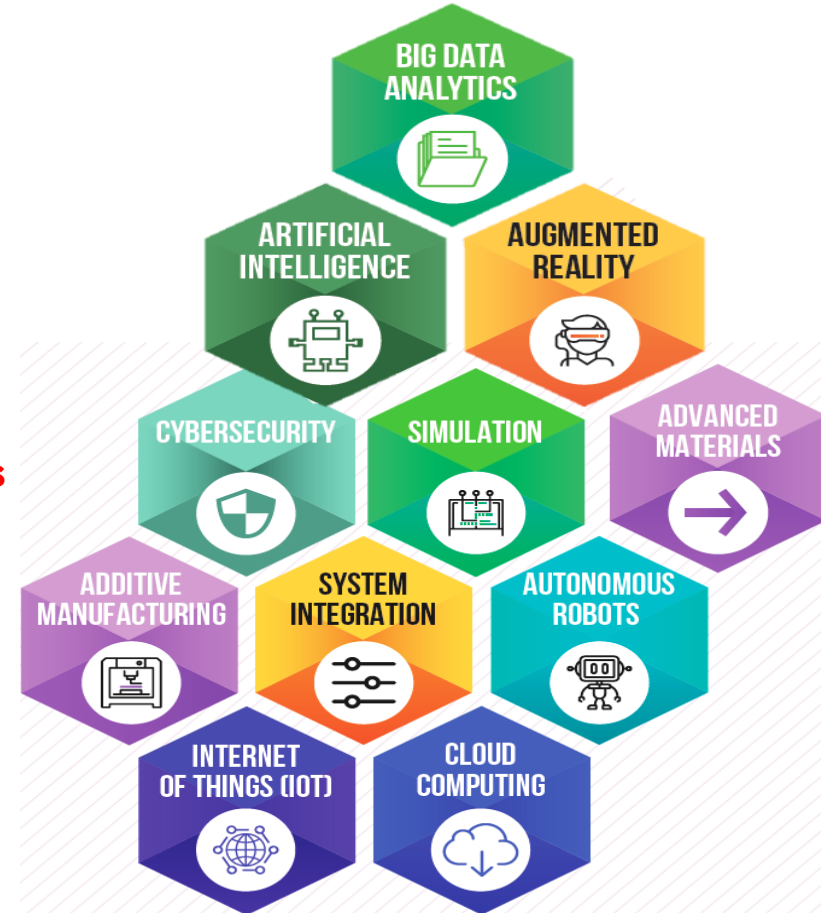 BIG DATA
ANALYTICS
ARTIFICIAL
INTELLIGENCE
AUGMENTED
REALITY
CYBERSECURITY
SIMULATION
ADVANCED
MATERIALS
s
ADDITIVE
MANUFACTURING
SYSTEM
INTEGRATION
AUTONOMOUS
ROBOTS
INTERNET
OF THINGS (IOT)
CLOUD
COMPUTING